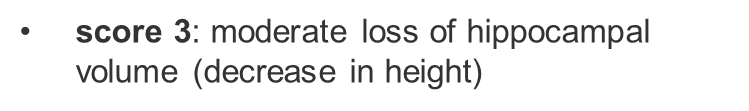 • score 3: moderate loss of hippocampal
volume (decrease in height)